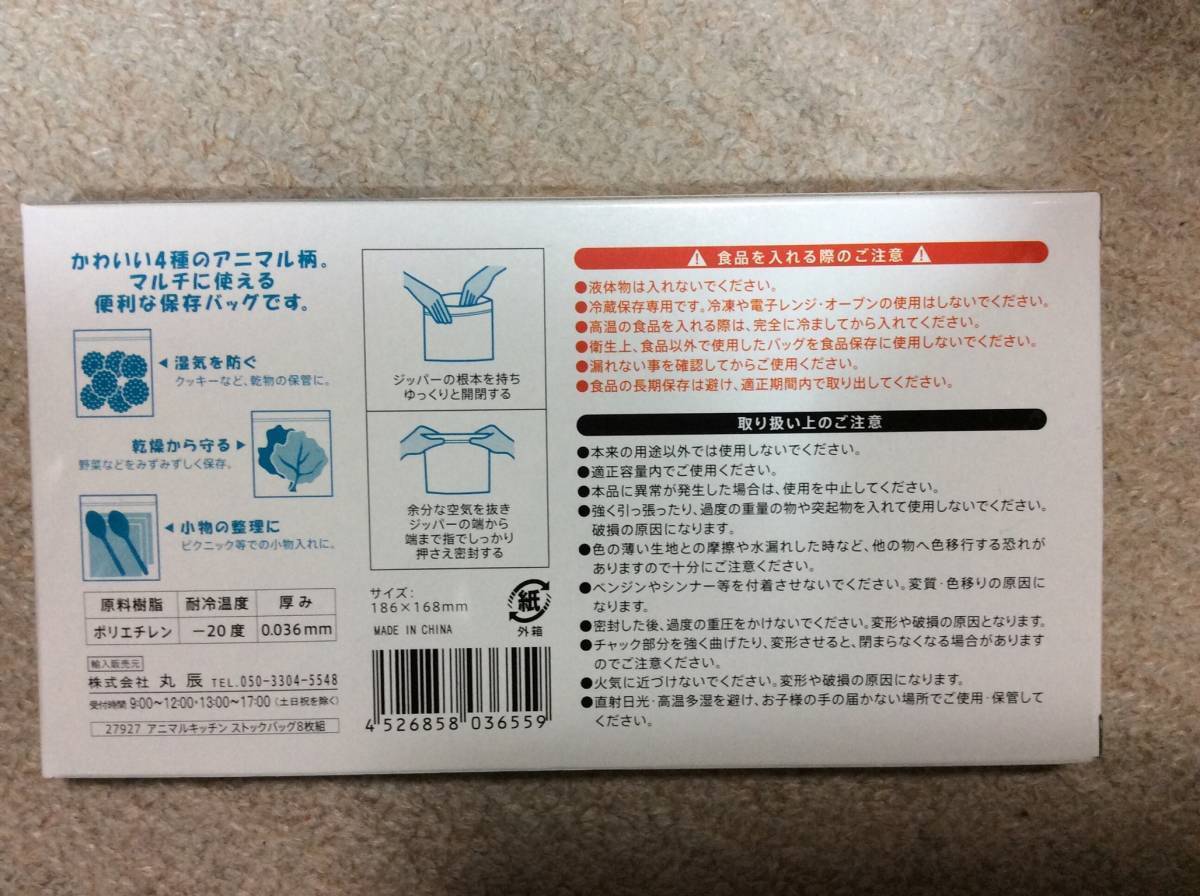 かわいい4種のアニマル柄。
マルチに使える
便利な保存バッグです。
湿気を防ぐ
クッキーなど、乾物の保管に。
乾燥から守る
野菜などをみずみずしく保存。
小物の整理に
ピクニック等での小物入れに。
原料樹脂 耐冷温度 厚み
ポリエチレン −20度 0.036mm
輸入販売元
株式会社 丸辰 TEL.050-3304-5548
受付時間 9:00~12:00・13:00~17:00（土日祝を除く）
27927 アニマルキッチン ストックバッグ8枚組
ジッパーの根本を持ち
ゆっくりと開閉する
余分な空気を抜き
ジッパーの端から
端まで指でしっかり
押さえ密封する
サイズ:
186×168mm
MADE IN CHINA
紙
外箱
4 526858 036559
食品を入れる際のご注意
●液体物は入れないでください。
●冷蔵保存専用です。冷凍や電子レンジ・オーブンの使用はしないでください。
●高温の食品を入れる際は、完全に冷ましてから入れてください。
●衛生上、食品以外で使用したバッグを食品保存に使用しないでください。
●漏れない事を確認してからご使用ください。
●食品の長期保存は避け、適正期間内で取り出してください。
取り扱い上のご注意
●本来の用途以外では使用しないでください。
●適正容量内でご使用ください。
●本品に異常が発生した場合は、使用を中止してください。
●強く引っ張ったり、過度の重量の物や突起物を入れて使用しないでください。
破損の原因になります。
●色の薄い生地との摩擦や水漏れした時など、他の物へ色移行する恐れが
ありますので十分にご注意ください。
●ベンジンやシンナー等を付着させないでください。変質・色移りの原因に
なります。
●密封した後、過度の重圧をかけないでください。変形や破損の原因となります。
●チャック部分を強く曲げたり、変形させると、閉まらなくなる場合があります
のでご注意ください。
●火気に近づけないでください。変形や破損の原因になります。
●直射日光・高温多湿を避け、お子様の手の届かない場所でご使用・保管して
ください。